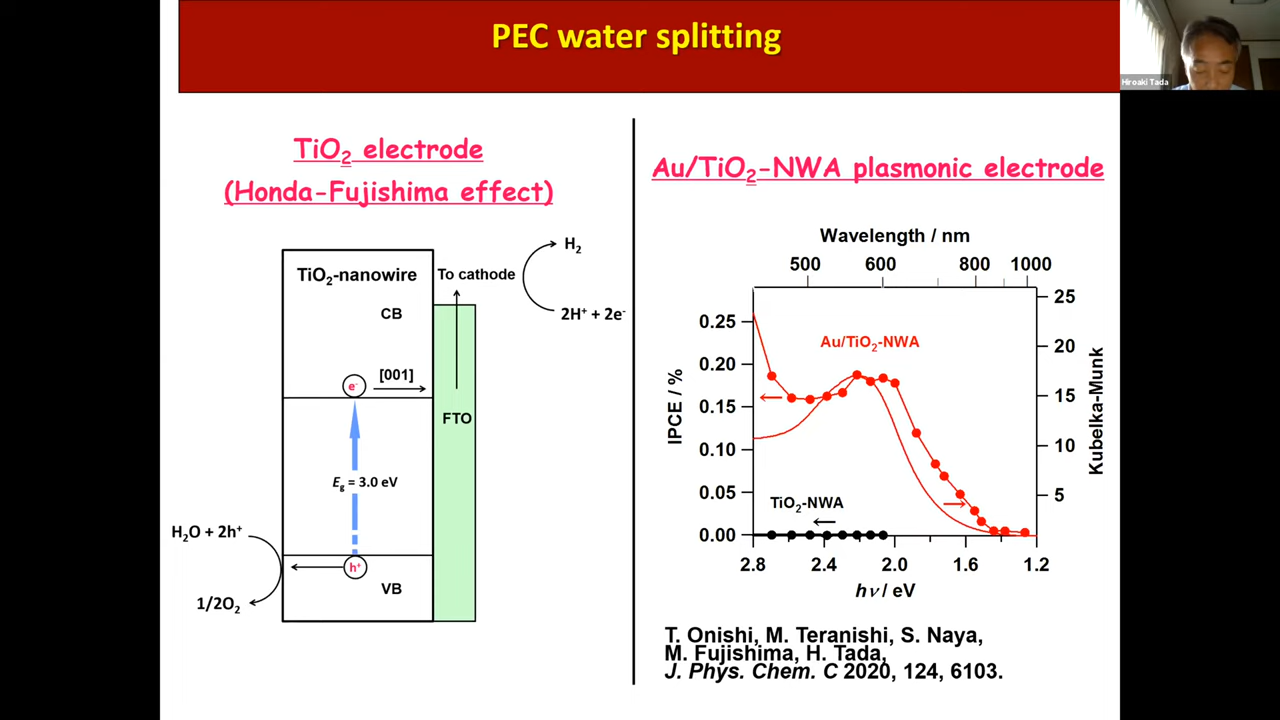 PEC water splitting
Hiroaki Tada
TiO2 electrode
(Honda-Fujishima effect)
TiO2-nanowire
CB
To cathode
H2
2H+ + 2e-
e-
[001]
FTO
Eg = 3.0 eV
H2O + 2h+
h+
VB
1/2O2
Au/TiO2-NWA plasmonic electrode
Wavelength / nm
500 600 800 1000
0.25
0.20
0.15
0.10
0.05
0.00
IPCE / %
Au/TiO2-NWA
TiO2-NWA
25
20
15
10
5
Kubelka-Munk
2.8 2.4 2.0 1.6 1.2
hν / eV
T. Onishi, M. Teranishi, S. Naya,
M. Fujishima, H. Tada,
J. Phys. Chem. C 2020, 124, 6103.